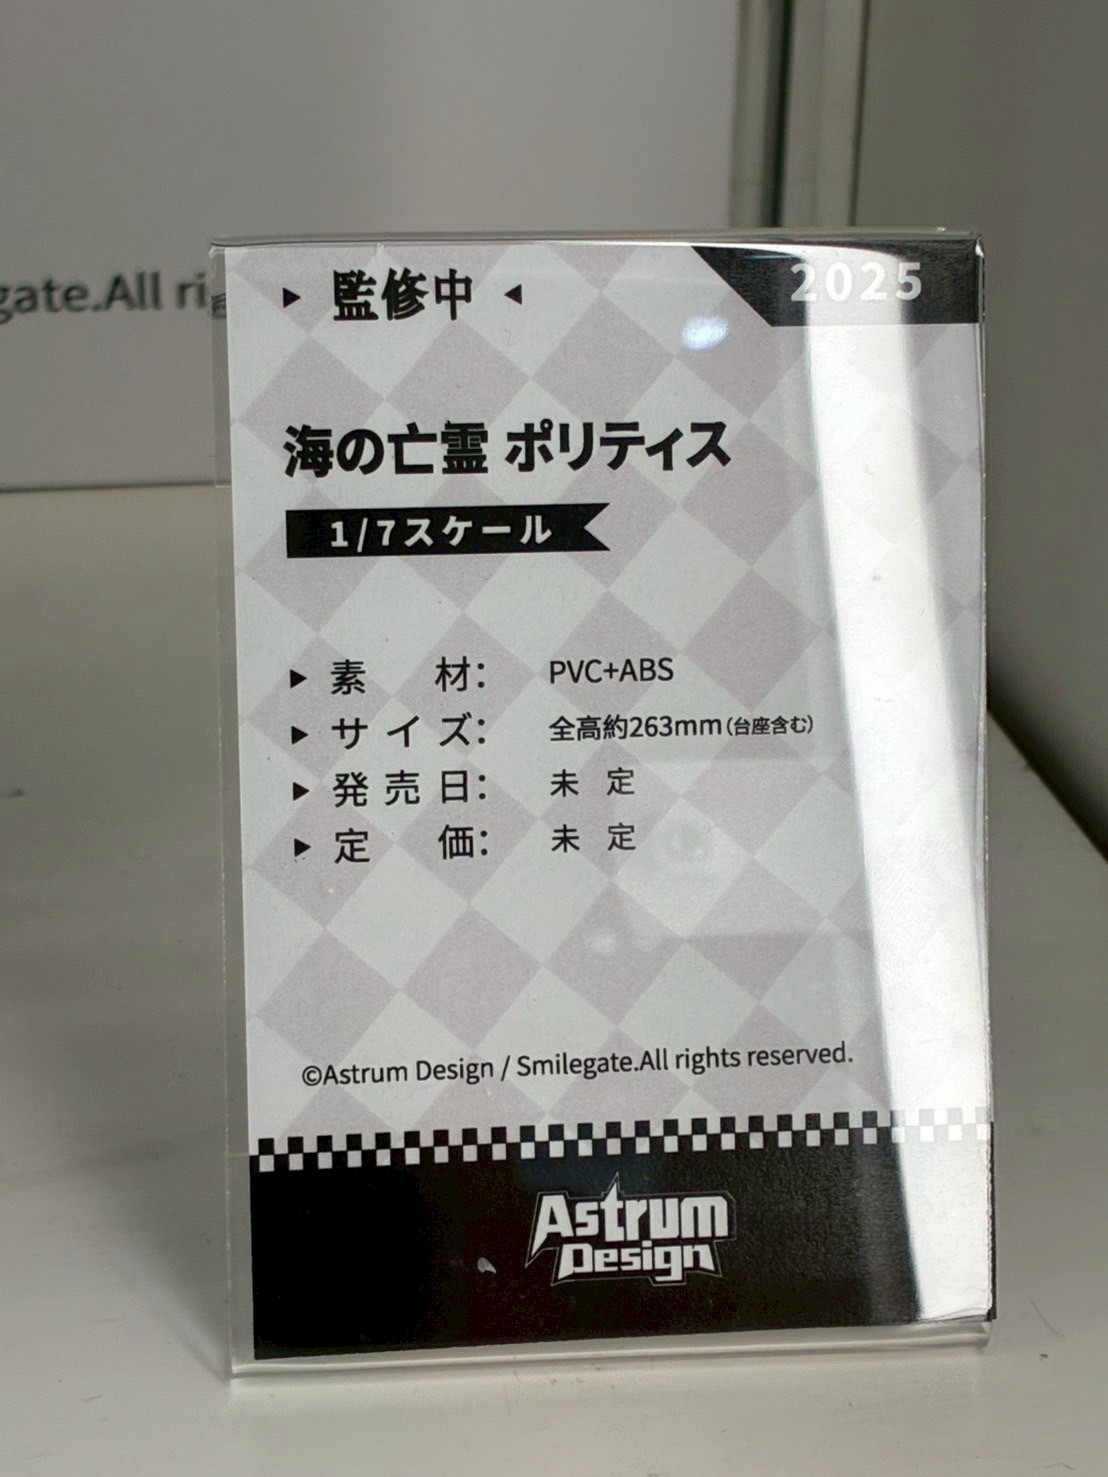 ▶ 監修中 ◀
2025
gate.All rig
海の亡霊 ポリティス
1/7スケール
▶ 素材： PVC+ABS
▶ サイズ： 全高約263mm（台座含む）
▶ 発売日： 未定
▶ 定価： 未定
©Astrum Design / Smilegate.All rights reserved.
Astrum
Design